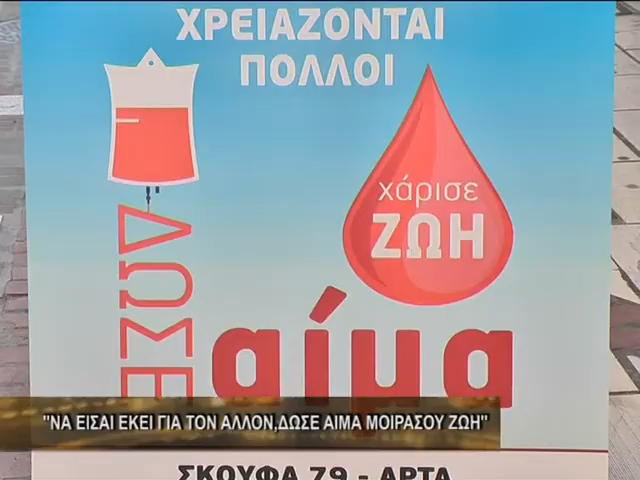 ΧΡΕΙΑΖΟΝΤΑΙ
ΠΟΛΛΟΙ
χάρισε
ΖΩΗ
ΔΩΣΕ
αίμα
"ΝΑ ΕΙΣΑΙ ΕΚΕΙ ΓΙΑ ΤΟΝ ΑΛΛΟΝ,ΔΩΣΕ ΑΙΜΑ ΜΟΙΡΑΣΟΥ ΖΩΗ"
ΣΚΟΥΦΑ 79 - ΑΡΤΑ